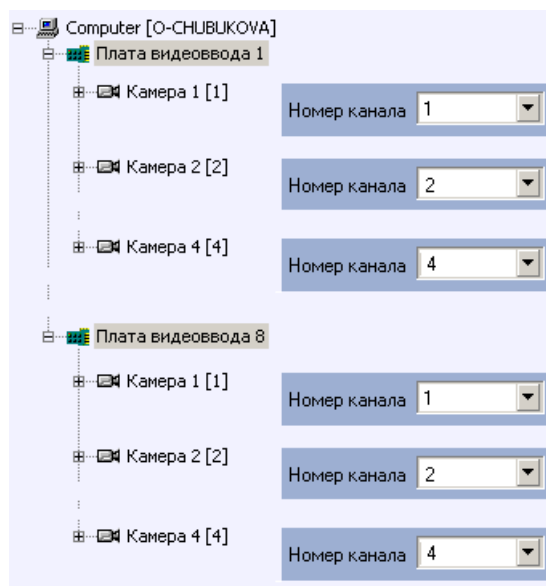 Computer [O-CHUBUKOVA]
Плата видеоввода 1
Камера 1 [1]
Номер канала 1
Камера 2 [2]
Номер канала 2
Камера 4 [4]
Номер канала 4
Плата видеоввода 8
Камера 1 [1]
Номер канала 1
Камера 2 [2]
Номер канала 2
Камера 4 [4]
Номер канала 4